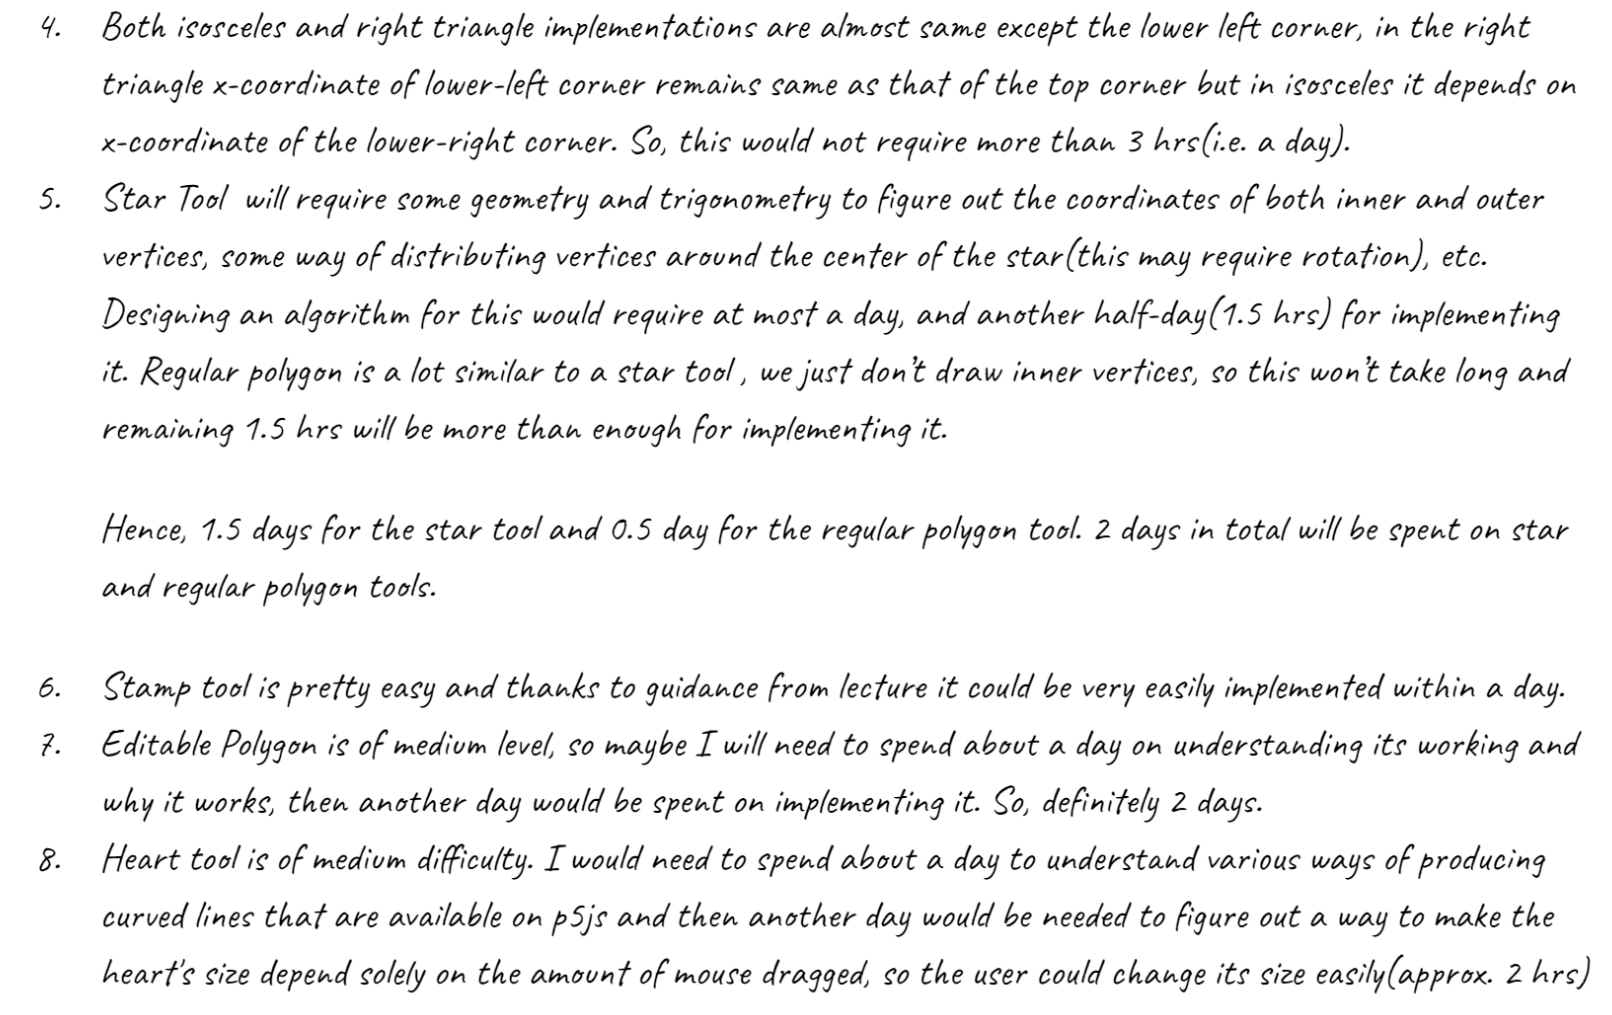 4. Both isosceles and right triangle implementations are almost same except the lower left corner, in the right
triangle x-coordinate of lower-left corner remains same as that of the top corner but in isosceles it depends on
x-coordinate of the lower-right corner. So, this would not require more than 3 hrs(i.e. a day).
5. Star Tool will require some geometry and trigonometry to figure out the coordinates of both inner and outer
vertices, some way of distributing vertices around the center of the star(this may require rotation), etc.
Designing an algorithm for this would require at most a day, and another half-day(1.5 hrs) for implementing
it. Regular polygon is a lot similar to a star tool , we just don't draw inner vertices, so this won't take long and
remaining 1.5 hrs will be more than enough for implementing it.
Hence, 1.5 days for the star tool and 0.5 day for the regular polygon tool. 2 days in total will be spent on star
and regular polygon tools.
6. Stamp tool is pretty easy and thanks to guidance from lecture it could be very easily implemented within a day.
7. Editable Polygon is of medium level, so maybe I will need to spend about a day on understanding its working and
why it works, then another day would be spent on implementing it. So, definitely 2 days.
8. Heart tool is of medium difficulty. I would need to spend about a day to understand various ways of producing
curved lines that are available on p5js and then another day would be needed to figure out a way to make the
heart's size depend solely on the amount of mouse dragged, so the user could change its size easily(approx. 2 hrs)